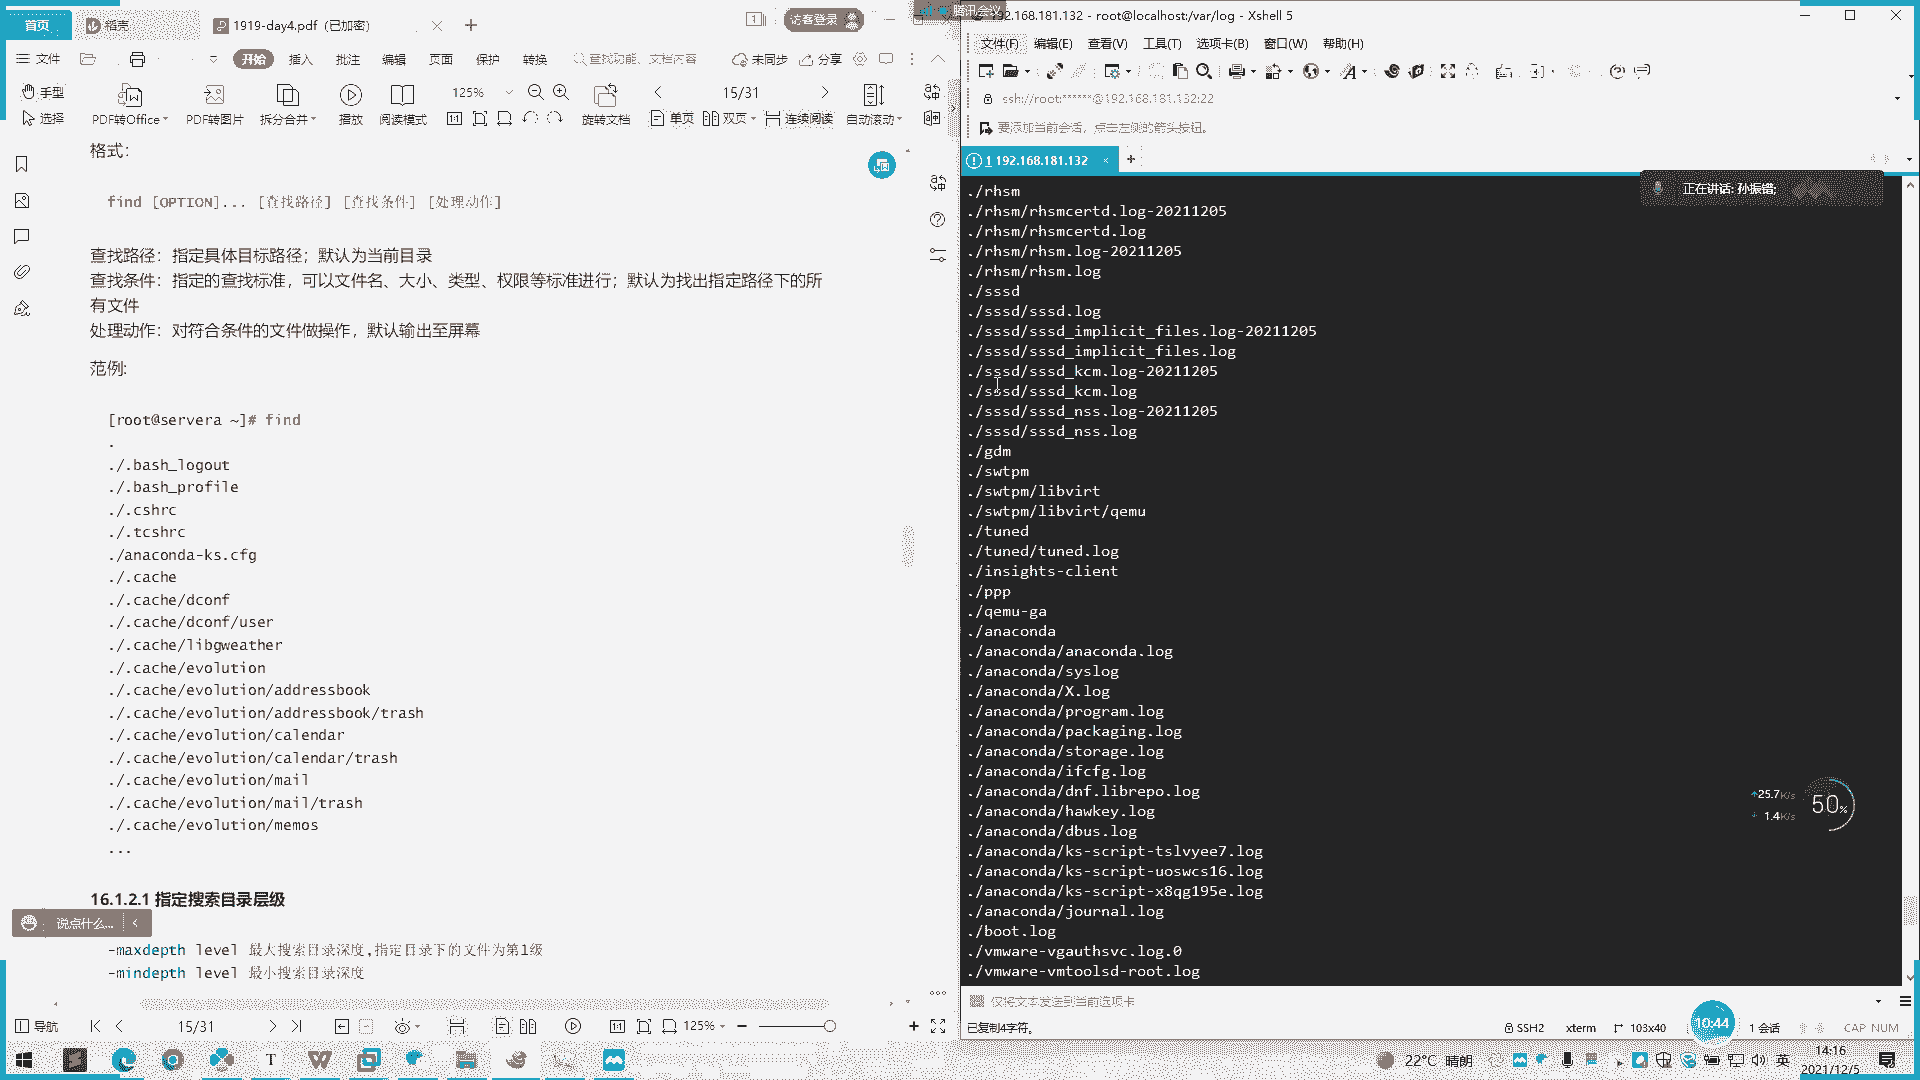 首页
稻壳
1919-day4.pdf (已加密)
访客登录
腾讯会议
文件
开始
插入
批注
编辑
页面
保护
转换
查找功能、文档内容
未同步
分享
手型
选择
PDF转Office
PDF转图片
拆分合并
播放
阅读模式
125%
旋转文档
15/31
单页
双页
连续阅读
自动滚动
格式：
find [OPTION]... [查找路径] [查找条件] [处理动作]
查找路径：指定具体目标路径；默认为当前目录
查找条件：指定的查找标准，可以文件名、大小、类型、权限等标准进行；默认为找出指定路径下的所
有文件
处理动作：对符合条件的文件做操作，默认输出至屏幕
范例:
[root@servera ~]# find
.
./.bash_logout
./.bash_profile
./.cshrc
./.tcshrc
./anaconda-ks.cfg
./.cache
./.cache/dconf
./.cache/dconf/user
./.cache/libgweather
./.cache/evolution
./.cache/evolution/addressbook
./.cache/evolution/addressbook/trash
./.cache/evolution/calendar
./.cache/evolution/calendar/trash
./.cache/evolution/mail
./.cache/evolution/mail/trash
./.cache/evolution/memos
...
16.1.2.1 指定搜索目录层级
说点什么...
-maxdepth level 最大搜索目录深度,指定目录下的文件为第1级
-mindepth level 最小搜索目录深度
导航
15/31
125%
192.168.181.132 - root@localhost:/var/log - Xshell 5
文件(F) 编辑(E) 查看(V) 工具(T) 选项卡(B) 窗口(W) 帮助(H)
ssh://root:******@192.168.181.132:22
要添加当前会话，点击左侧的箭头按钮。
1 192.168.181.132
正在讲话: 孙振错;
./rhsm
./rhsm/rhsmcertd.log-20211205
./rhsm/rhsmcertd.log
./rhsm/rhsm.log-20211205
./rhsm/rhsm.log
./sssd
./sssd/sssd.log
./sssd/sssd_implicit_files.log-20211205
./sssd/sssd_implicit_files.log
./sssd/sssd_kcm.log-20211205
./sssd/sssd_kcm.log
./sssd/sssd_nss.log-20211205
./sssd/sssd_nss.log
./gdm
./swtpm
./swtpm/libvirt
./swtpm/libvirt/qemu
./tuned
./tuned/tuned.log
./insights-client
./ppp
./qemu-ga
./anaconda
./anaconda/anaconda.log
./anaconda/syslog
./anaconda/X.log
./anaconda/program.log
./anaconda/packaging.log
./anaconda/storage.log
./anaconda/ifcfg.log
./anaconda/dnf.librepo.log
./anaconda/hawkey.log
./anaconda/dbus.log
./anaconda/ks-script-tslvyee7.log
./anaconda/ks-script-uoswcs16.log
./anaconda/ks-script-x8qg195e.log
./anaconda/journal.log
./boot.log
./vmware-vgauthsvc.log.0
./vmware-vmtoolsd-root.log
25.7K/s
1.4K/s
50%
仅将文本发送到当前选项卡
已复制4字符。
SSH2
xterm
103x40
10:44
1 会话
CAP NUM
22°C 晴朗
英
14:16
2021/12/5